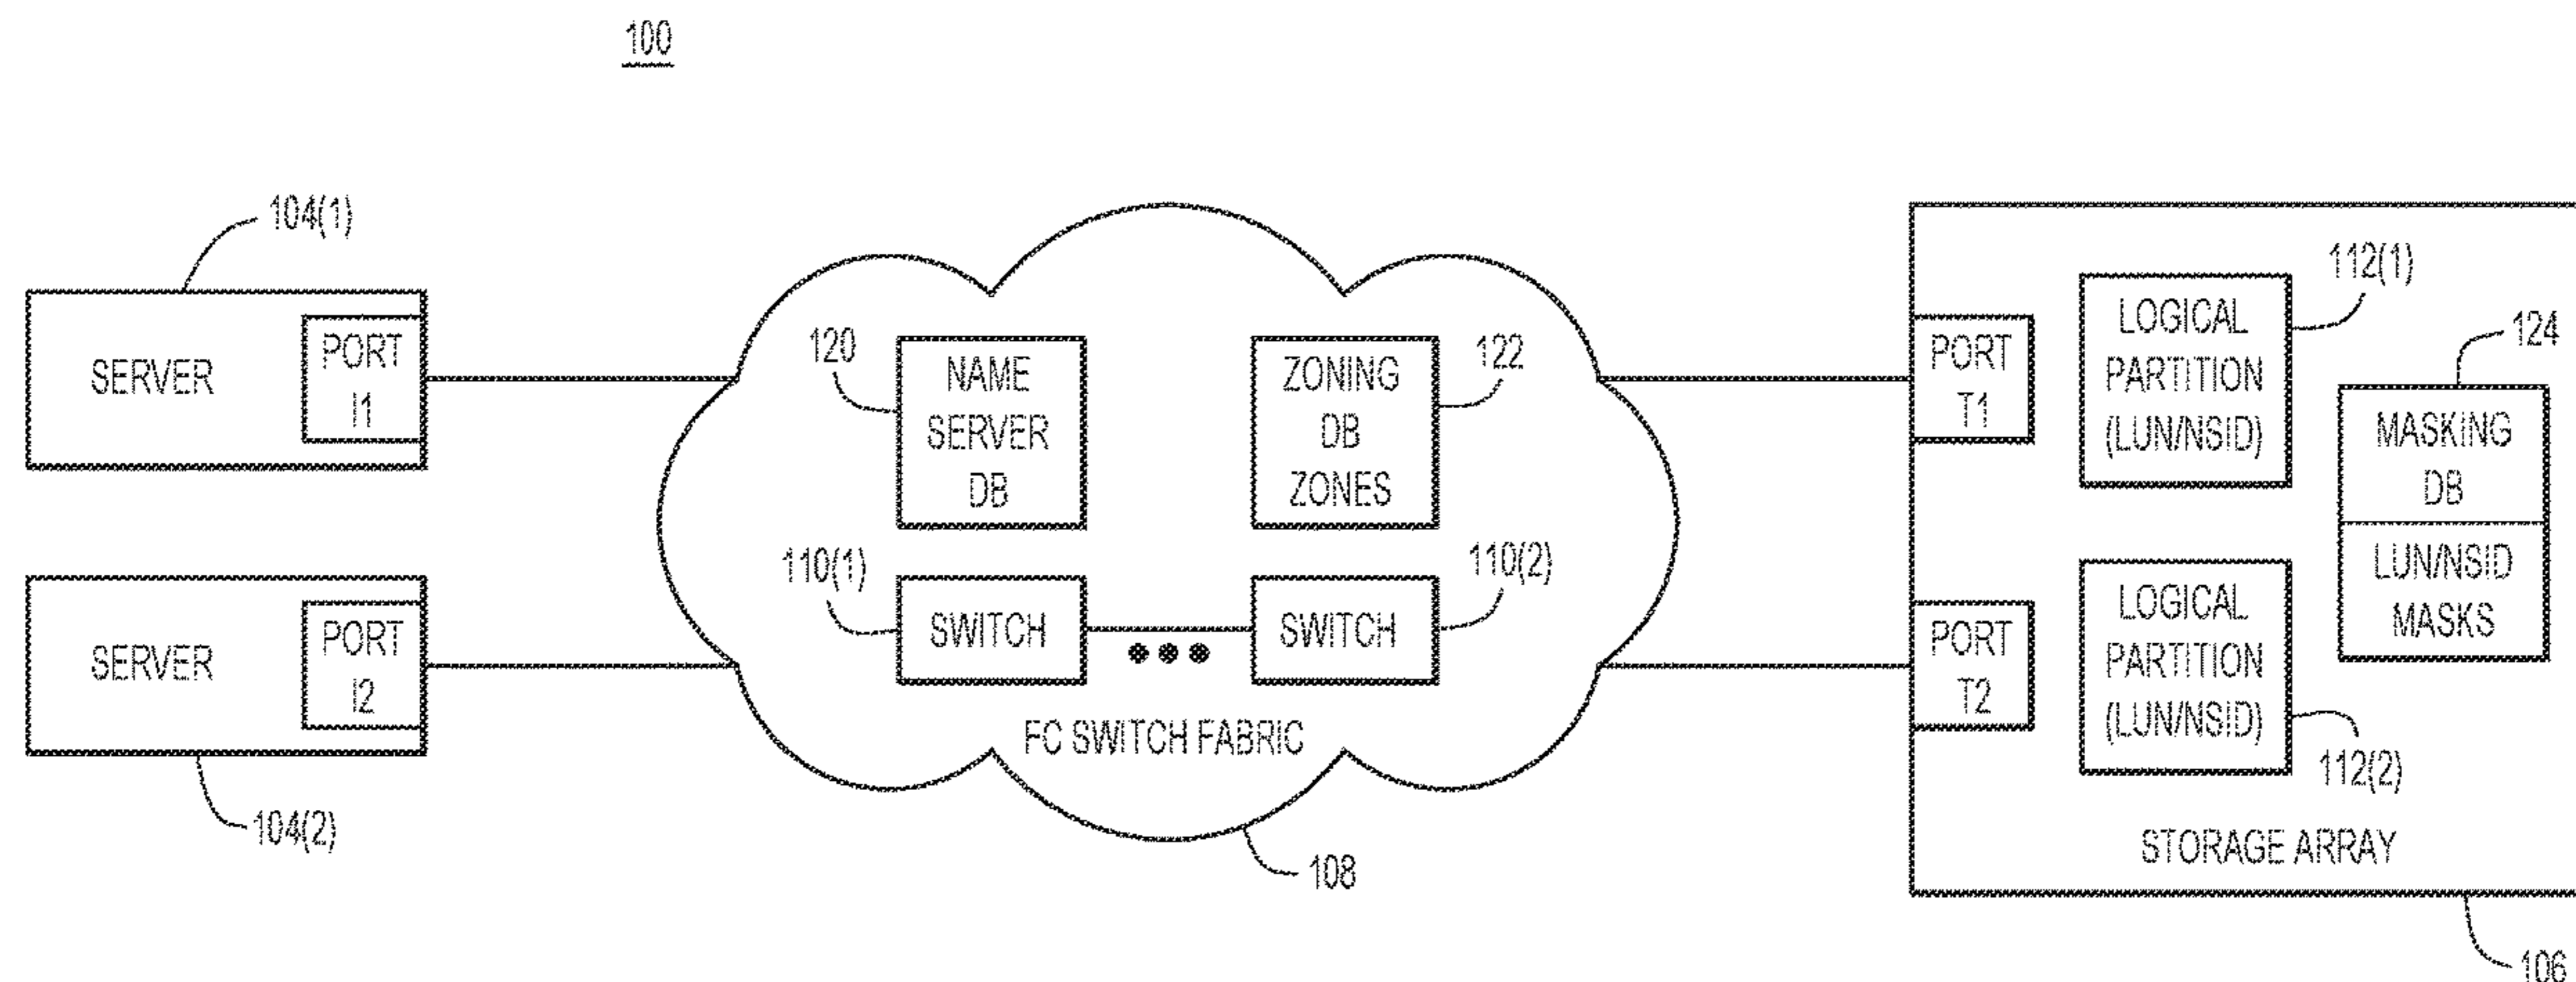 100
104(1)
SERVER
PORT
I1
SERVER
PORT
I2
104(2)
120
NAME
SERVER
DB
122
ZONING
DB
ZONES
110(1)
SWITCH
110(2)
SWITCH
FC SWITCH FABRIC
108
PORT
T1
PORT
T2
112(1)
LOGICAL
PARTITION
(LUN/NSID)
124
MASKING
DB
LUN/NSID
MASKS
LOGICAL
PARTITION
(LUN/NSID)
112(2)
STORAGE ARRAY
106